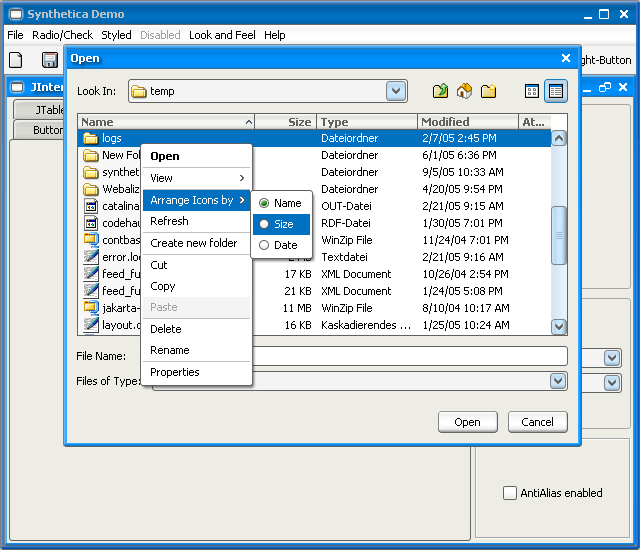 Synthetica Demo
File Radio/Check Styled Disabled Look and Feel Help
ght-Button
JInter
JTable
Button
Open
Look In: temp
Name Size Type Modified At...
logs Dateiordner 2/7/05 2:45 PM
New Fol Dateiordner 6/1/05 6:36 PM
synthet Dateiordner 9/5/05 10:33 AM
Webaliz Dateiordner 4/20/05 9:54 PM
catalina OUT-Datei 2/21/05 9:15 AM
codehau RDF-Datei 1/30/05 7:01 PM
contbas WinZip File 11/24/04 7:01 PM
error.lo Textdatei 2/21/05 9:16 AM
feed_fu 17 KB XML Document 10/26/04 2:54 PM
feed_fu 21 KB XML Document 1/24/05 5:08 PM
jakarta- 11 MB WinZip File 8/10/04 10:17 AM
layout.c 16 KB Kaskadierendes ... 1/25/05 10:24 AM
Open
View
Arrange Icons by
Refresh
Create new folder
Cut
Copy
Paste
Delete
Rename
Properties
Name
Size
Date
File Name:
Files of Type:
Open Cancel
AntiAlias enabled